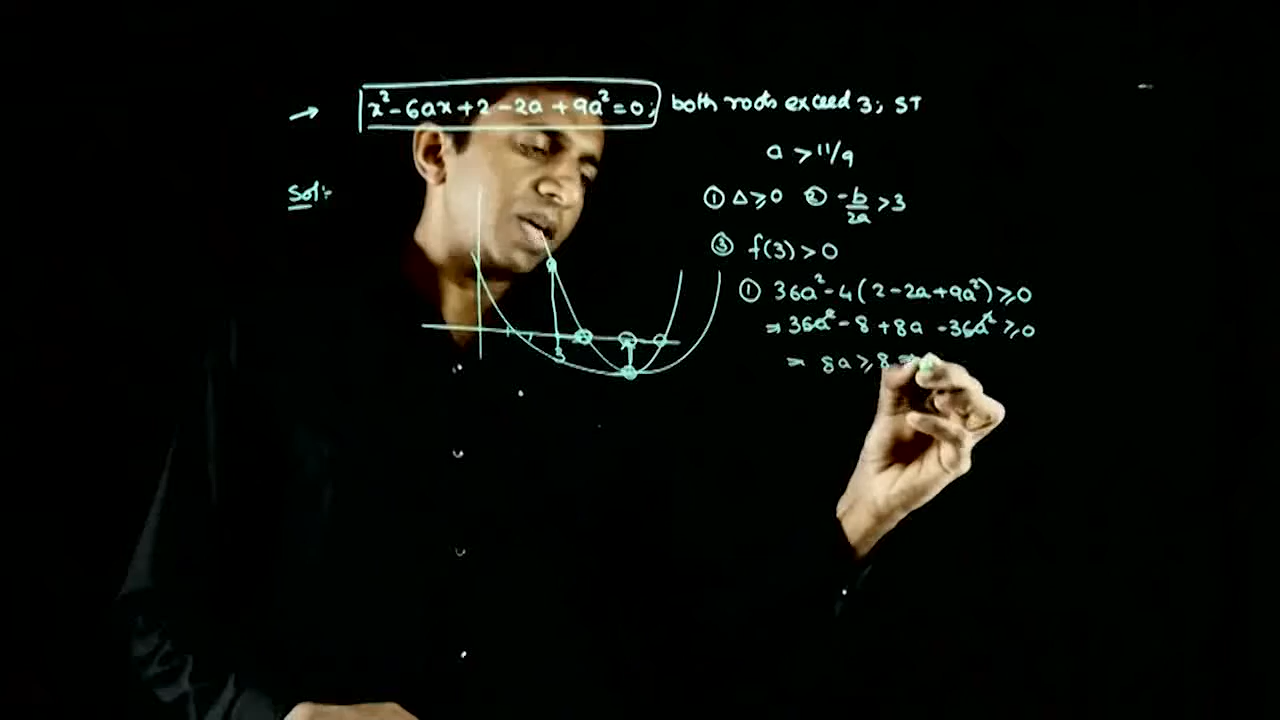 → x² - 6ax + 2 - 2a + 9a² = 0; both roots exceed 3; ST
a > 11/9
Sol:-
① Δ ≥ 0 ② -b/2a > 3
③ f(3) > 0
① 36a² - 4(2 - 2a + 9a²) ≥ 0
⇒ 36a² - 8 + 8a - 36a² ≥ 0
3
⇒ 8a ≥ 8 ⇒